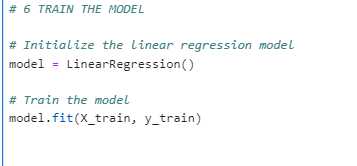 # 6 TRAIN THE MODEL
# Initialize the linear regression model
model = LinearRegression()
# Train the model
model.fit(X_train, y_train)